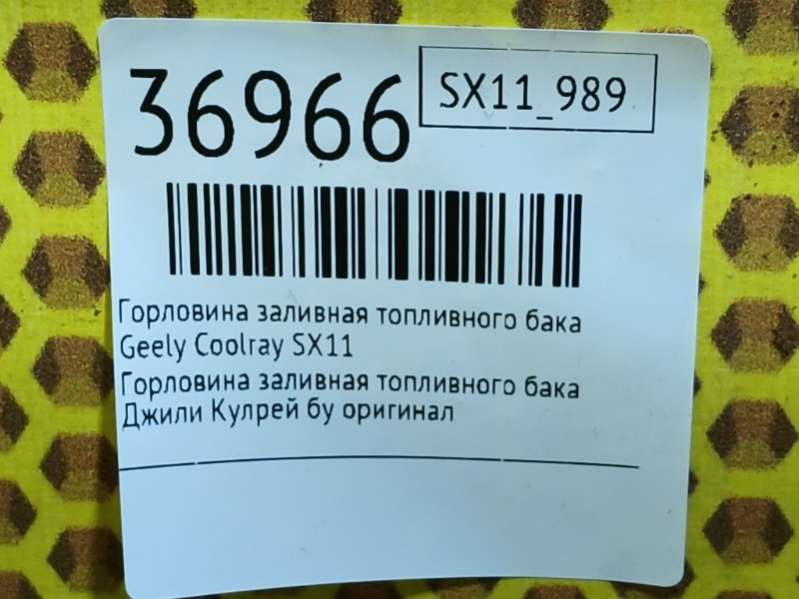 36966
SX11_989
Горловина заливная топливного бака
Geely Coolray SX11
Горловина заливная топливного бака
Джили Кулрей бу оригинал